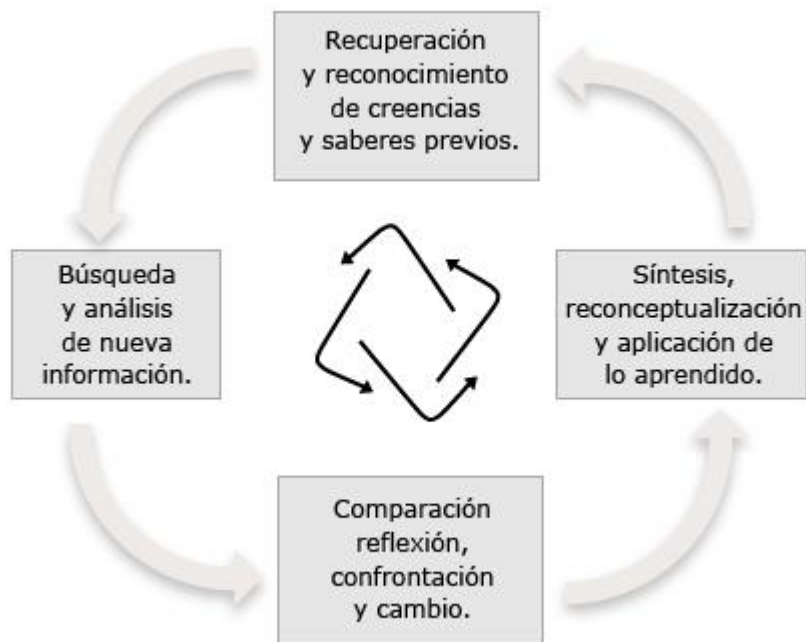 Recuperación
y reconocimiento
de creencias
y saberes previos.
Búsqueda
y análisis
de nueva
información.
Comparación
reflexión,
confrontación
y cambio.
Síntesis,
reconceptualización
y aplicación de
lo aprendido.